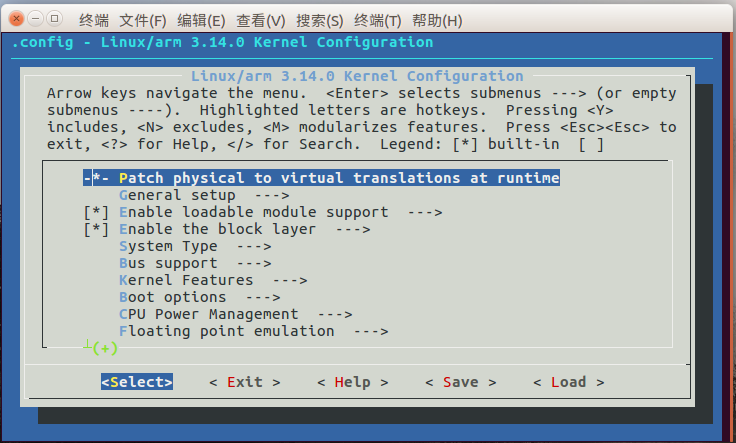 终端 文件(F) 编辑(E) 查看(V) 搜索(S) 终端(T) 帮助(H)
.config - Linux/arm 3.14.0 Kernel Configuration
Linux/arm 3.14.0 Kernel Configuration
Arrow keys navigate the menu.  <Enter> selects submenus ---> (or empty
submenus ----).  Highlighted letters are hotkeys.  Pressing <Y>
includes, <N> excludes, <M> modularizes features.  Press <Esc><Esc> to
exit, <?> for Help, </> for Search.  Legend: [*] built-in  [ ]
-*- Patch physical to virtual translations at runtime
General setup  --->
[*] Enable loadable module support  --->
[*] Enable the block layer  --->
System Type  --->
Bus support  --->
Kernel Features  --->
Boot options  --->
CPU Power Management  --->
Floating point emulation  --->
┴(+)
<Select>    < Exit >    < Help >    < Save >    < Load >